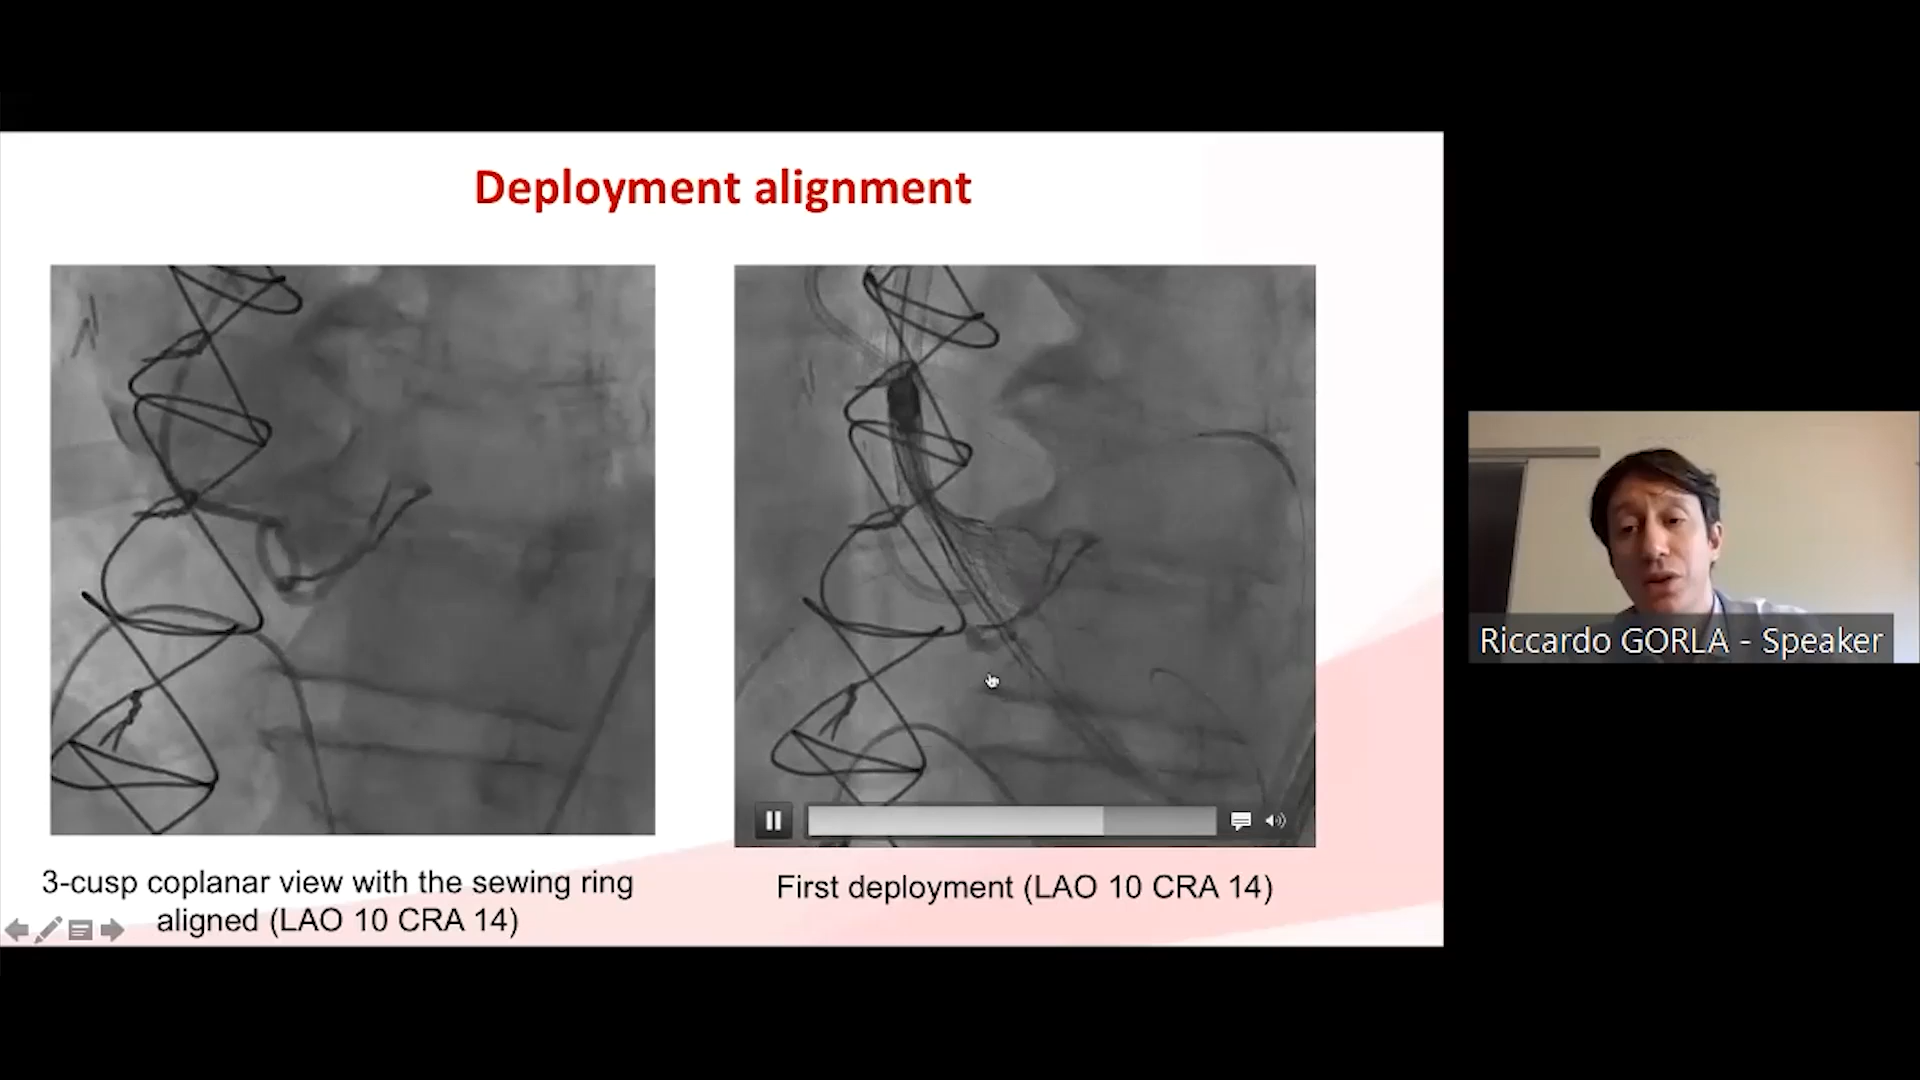 Deployment alignment
3-cusp coplanar view with the sewing ring
aligned (LAO 10 CRA 14)
First deployment (LAO 10 CRA 14)
Riccardo GORLA - Speaker